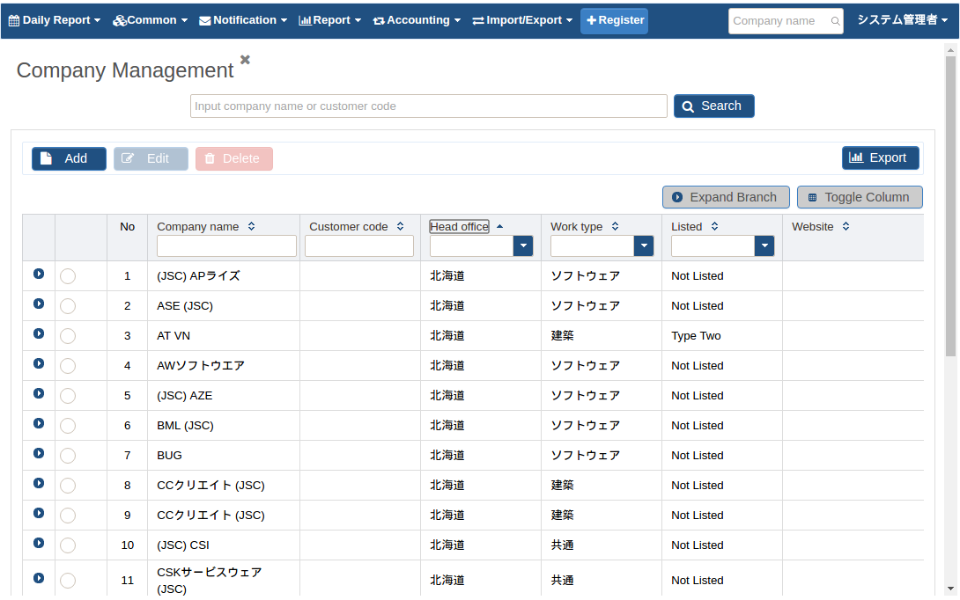 Daily Report Common Notification Report Accounting Import/Export Register Company name システム管理者
Company Management
Input company name or customer code Search
Add Edit Delete Export
Expand Branch Toggle Column
No Company name Customer code Head office Work type Listed Website
1 (JSC) APライズ 北海道 ソフトウェア Not Listed
2 ASE (JSC) 北海道 ソフトウェア Not Listed
3 AT VN 北海道 建築 Type Two
4 AWソフトウエア 北海道 ソフトウェア Not Listed
5 (JSC) AZE 北海道 ソフトウェア Not Listed
6 BML (JSC) 北海道 ソフトウェア Not Listed
7 BUG 北海道 ソフトウェア Not Listed
8 CCクリエイト (JSC) 北海道 建築 Not Listed
9 CCクリエイト (JSC) 北海道 建築 Not Listed
10 (JSC) CSI 北海道 共通 Not Listed
11 CSKサービスウェア (JSC) 北海道 共通 Not Listed